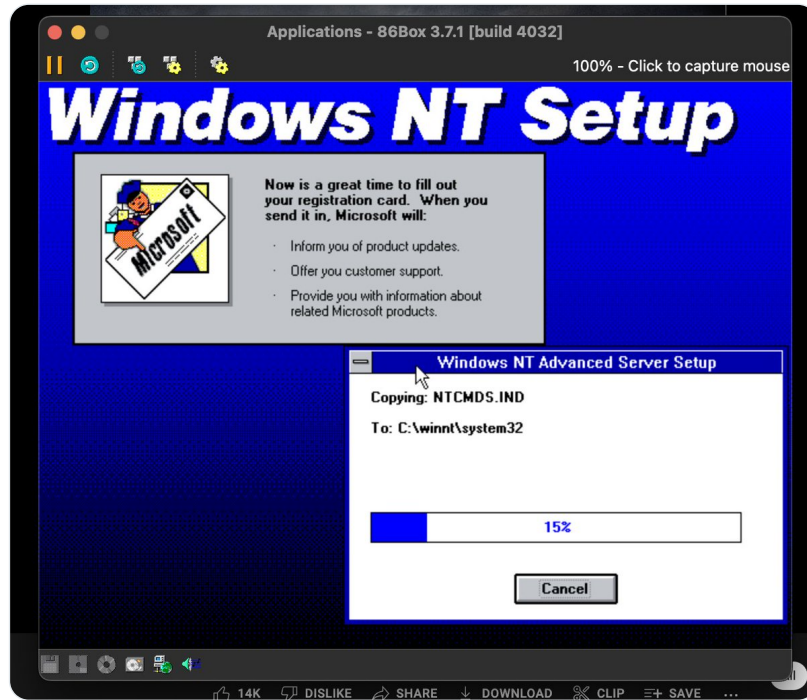 Applications - 86Box 3.7.1 [build 4032]
100% - Click to capture mouse
Windows NT Setup
Microsoft
Now is a great time to fill out
your registration card. When you
send it in, Microsoft will:
· Inform you of product updates.
· Offer you customer support.
· Provide you with information about
related Microsoft products.
Windows NT Advanced Server Setup
Copying: NTCMDS.IND
To: C:\winnt\system32
15%
Cancel
14K DISLIKE SHARE DOWNLOAD CLIP SAVE ...